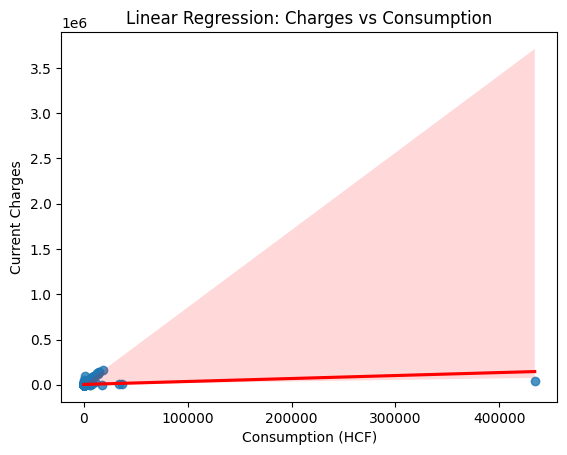 Linear Regression: Charges vs Consumption
1e6
3.5
3.0
2.5
2.0
1.5
1.0
0.5
0.0
Current Charges
0 100000 200000 300000 400000
Consumption (HCF)